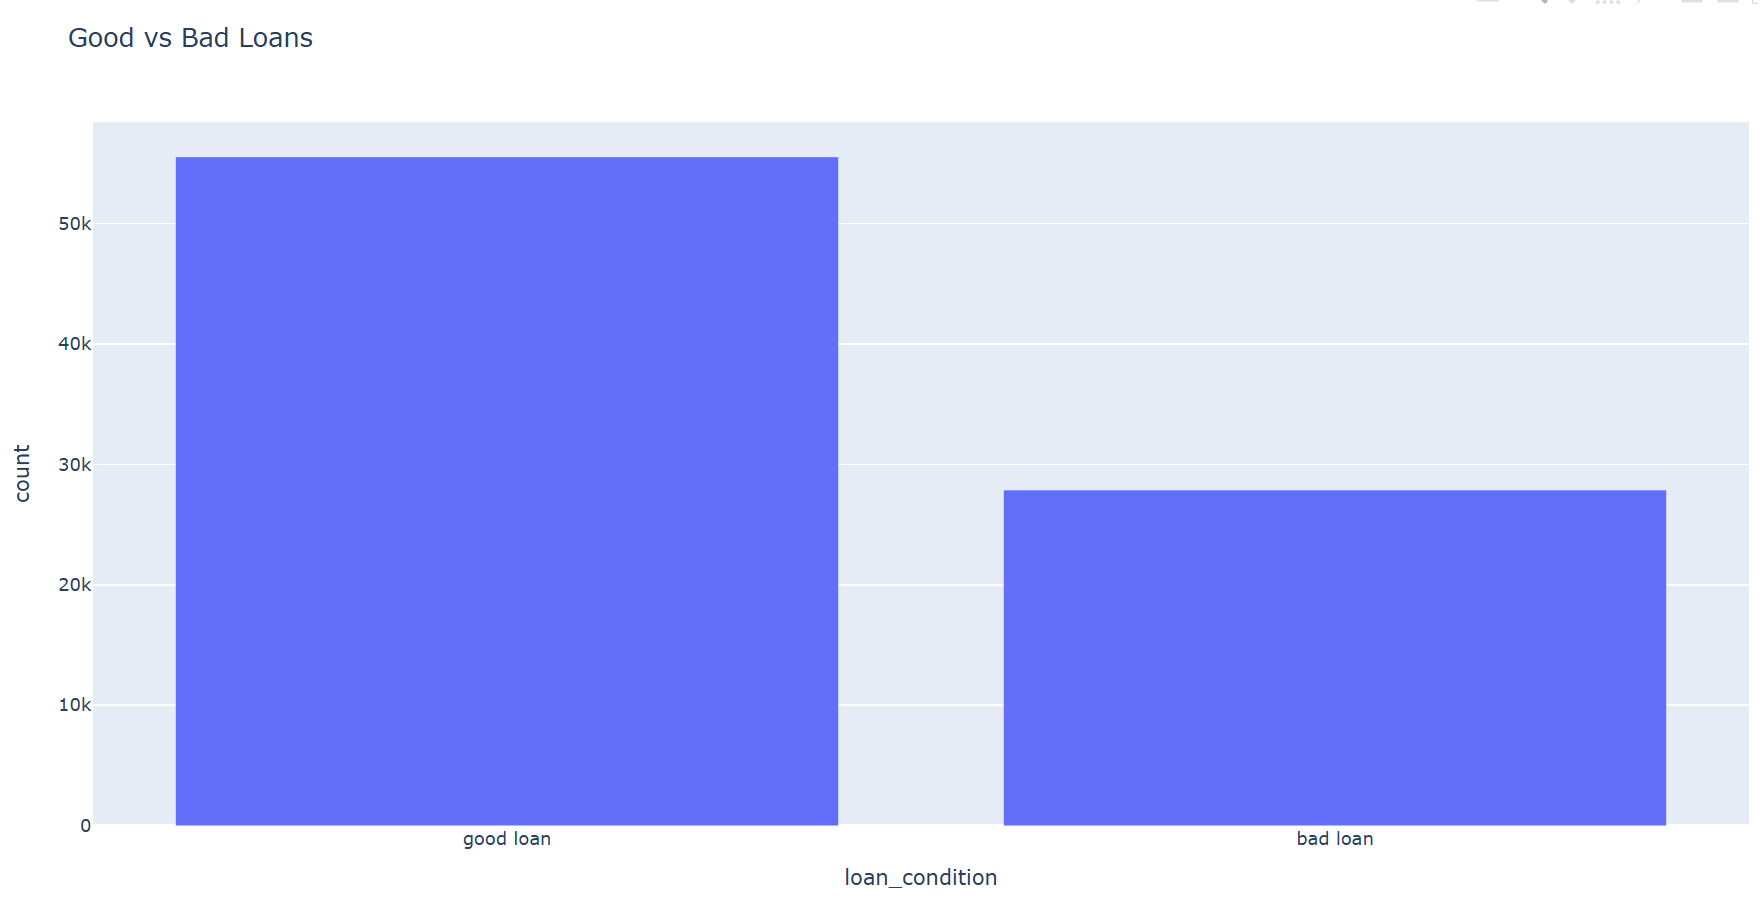 Good vs Bad Loans
50k
40k
30k
20k
10k
0
count
good loan
bad loan
loan_condition